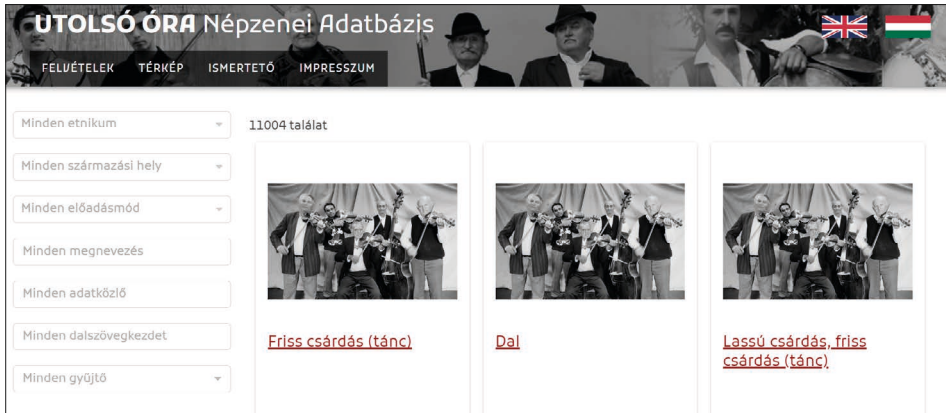 UTOLSÓ ÓRA Népzenei Adatbázis
FELVÉTELEK TÉRKÉP ISMERTETŐ IMPRESSZUM
Minden etnikum
Minden származási hely
Minden előadásmód
Minden megnevezés
Minden adatközlő
Minden dalszövegkezdet
Minden gyűjtő
11004 találat
Friss csárdás (tánc)
Dal
Lassú csárdás, friss
csárdás (tánc)